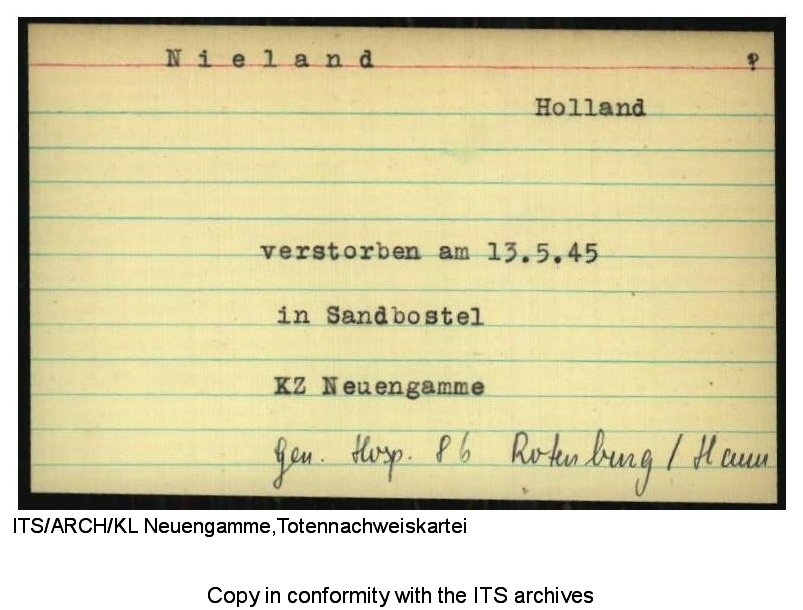 N i e l a n d ?
Holland
verstorben am 13.5.45
in Sandbostel
KZ Neuengamme
Gen. Hosp. 86 Rotenburg / Hann
ITS/ARCH/KL Neuengamme,Totennachweiskartei
Copy in conformity with the ITS archives